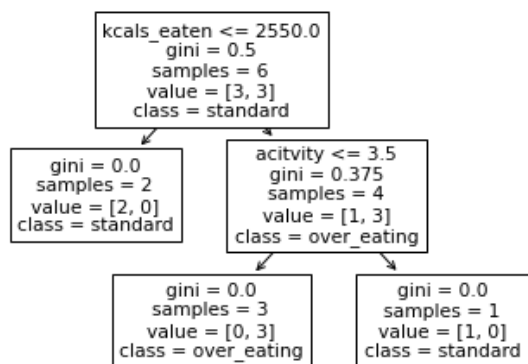 kcals_eaten <= 2550.0
gini = 0.5
samples = 6
value = [3, 3]
class = standard
gini = 0.0
samples = 2
value = [2, 0]
class = standard
acitvity <= 3.5
gini = 0.375
samples = 4
value = [1, 3]
class = over_eating
gini = 0.0
samples = 3
value = [0, 3]
class = over_eating
gini = 0.0
samples = 1
value = [1, 0]
class = standard